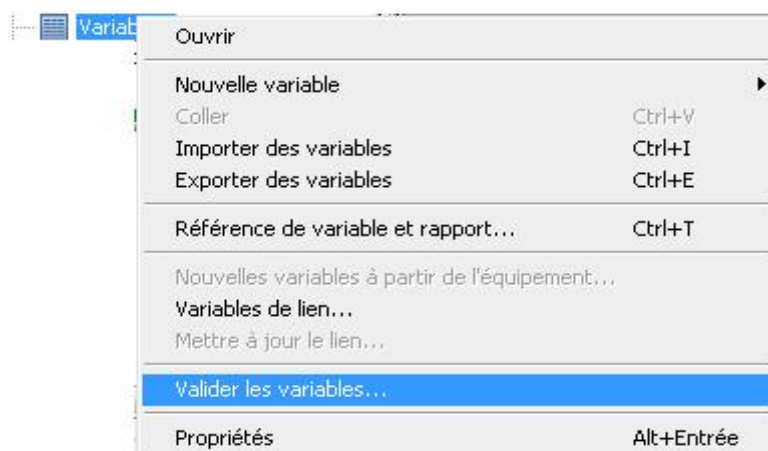 Ouvrir
Nouvelle variable
Coller Ctrl+V
Importer des variables Ctrl+I
Exporter des variables Ctrl+E
Référence de variable et rapport... Ctrl+T
Nouvelles variables à partir de l'équipement...
Variables de lien...
Mettre à jour le lien...
Valider les variables...
Propriétés Alt+Entrée